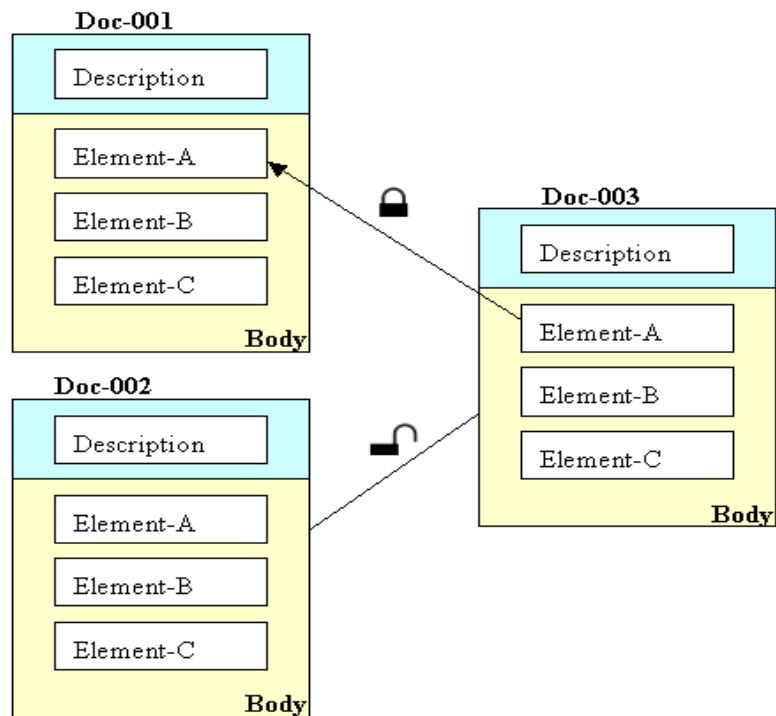 Doc-001
Description
Element-A
Element-B
Element-C
Body
Doc-002
Description
Element-A
Element-B
Element-C
Body
Doc-003
Description
Element-A
Element-B
Element-C
Body